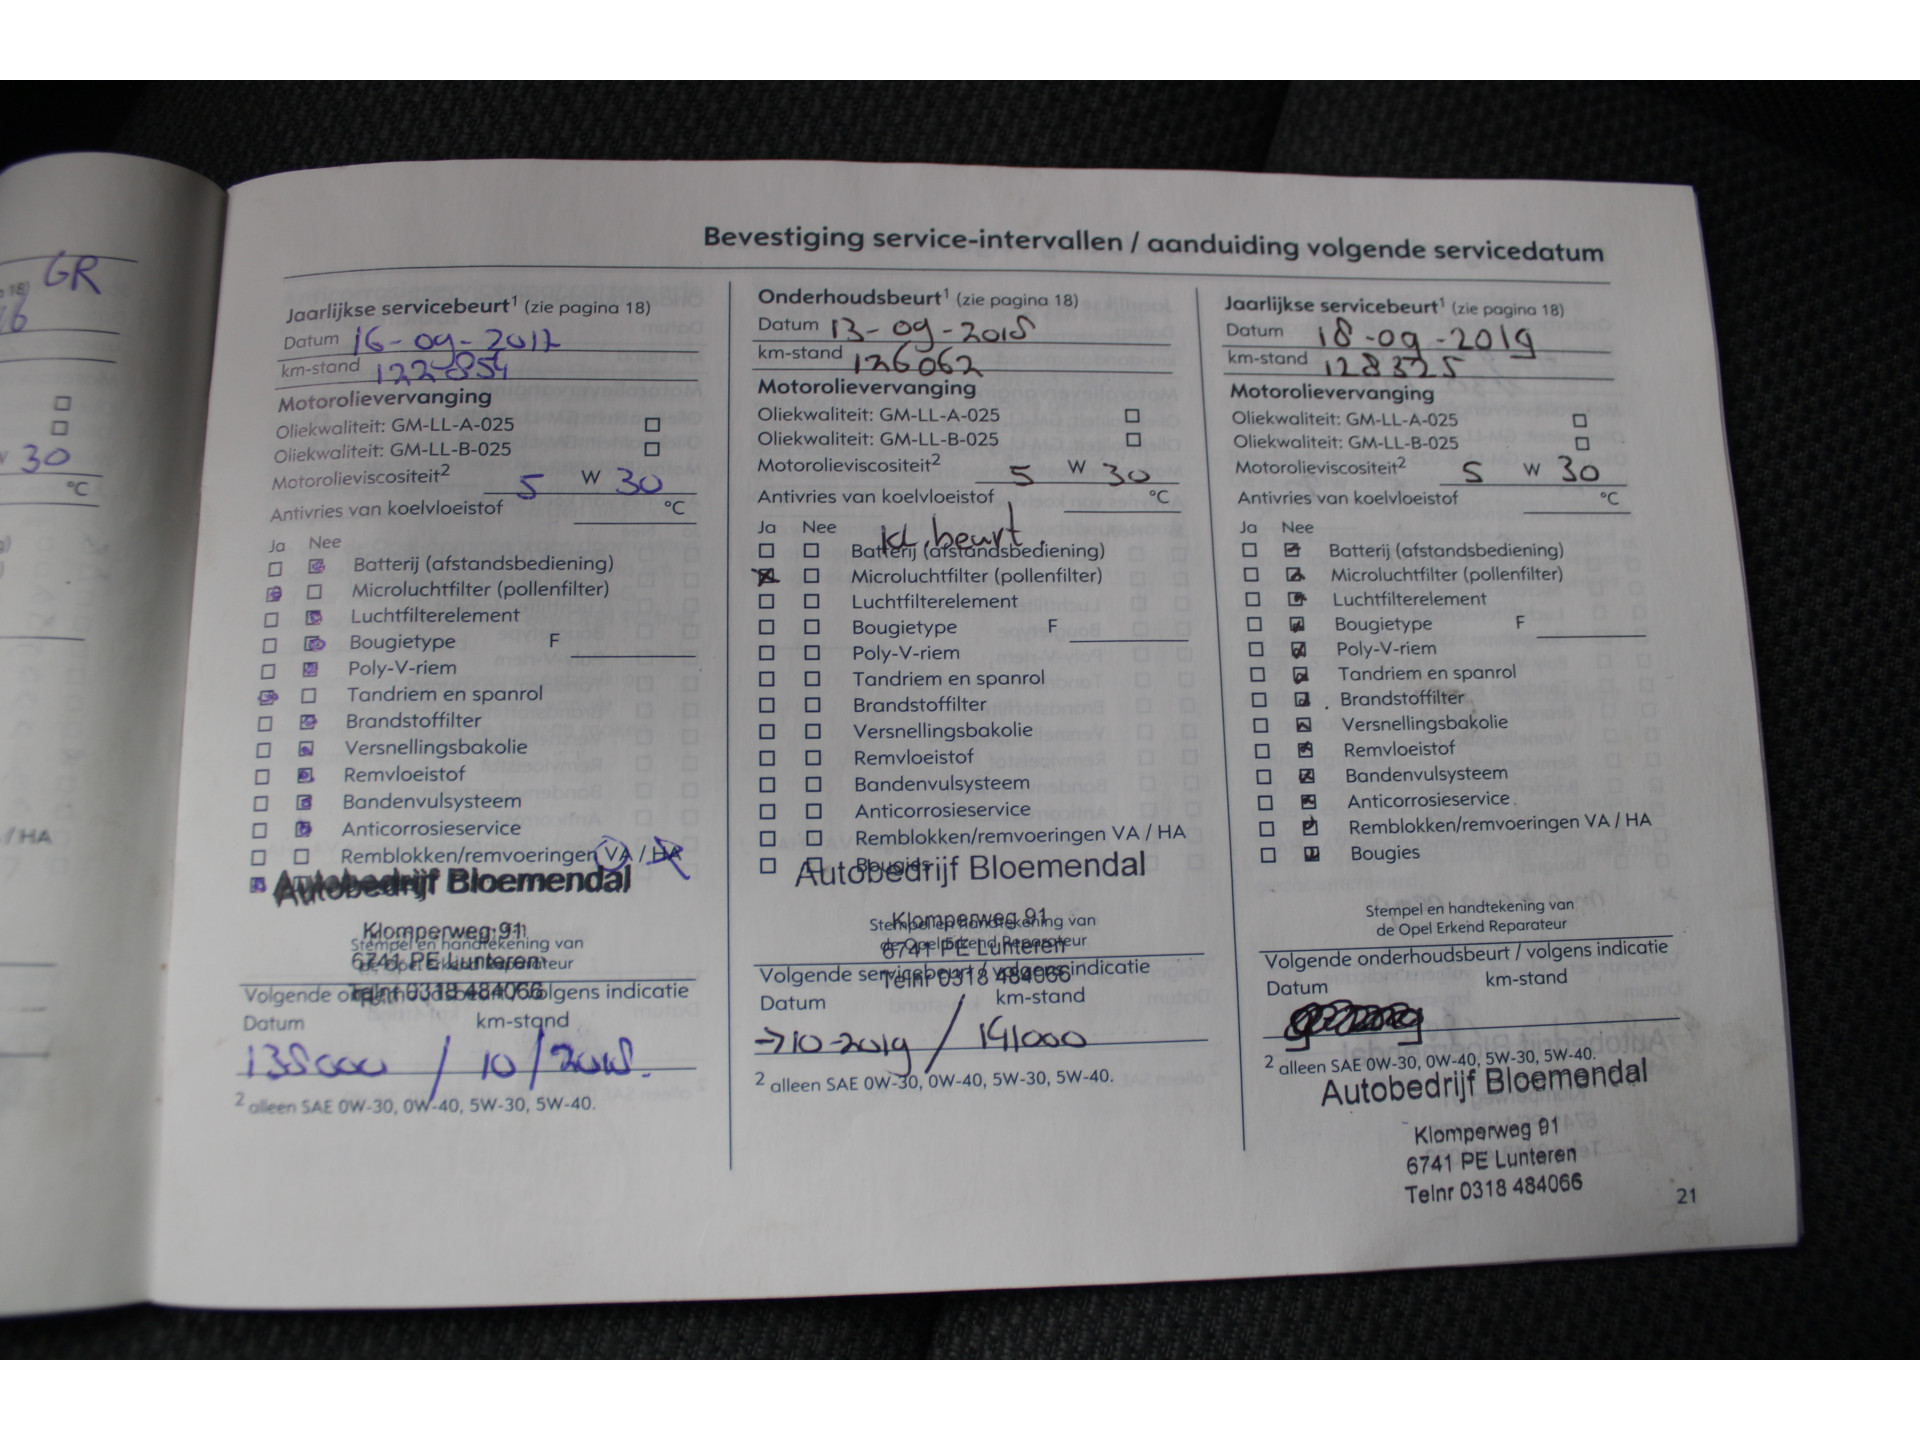 GR
30
°C
/ HA
Bevestiging service-intervallen / aanduiding volgende servicedatum
Jaarlijkse servicebeurt¹ (zie pagina 18)
Datum 16-09-2017
km-stand 122854
Motorolievervanging
Oliekwaliteit: GM-LL-A-025
Oliekwaliteit: GM-LL-B-025
Motorolieviscositeit² 5 W 30
Antivries van koelvloeistof °C
Ja Nee
Batterij (afstandsbediening)
Microluchtfilter (pollenfilter)
Luchtfilterelement
Bougietype F
Poly-V-riem
Tandriem en spanrol
Brandstoffilter
Versnellingsbakolie
Remvloeistof
Bandenvulsysteem
Anticorrosieservice
Remblokken/remvoeringen VA / HA
Autobedrijf Bloemendal
Klomperweg 91
Stempel en handtekening van
6741 PE Lunteren
de Opel Erkend Reparateur
Telnr 0318 484066
Volgende onderhoudsbeurt / volgens indicatie
Datum km-stand
138000 / 10 / 2018.
² alleen SAE 0W-30, 0W-40, 5W-30, 5W-40.
Onderhoudsbeurt¹ (zie pagina 18)
Datum 13-09-2018
km-stand 126062
Motorolievervanging
Oliekwaliteit: GM-LL-A-025
Oliekwaliteit: GM-LL-B-025
Motorolieviscositeit² 5 W 30
Antivries van koelvloeistof °C
Ja Nee kl. beurt.
Batterij (afstandsbediening)
Microluchtfilter (pollenfilter)
Luchtfilterelement
Bougietype F
Poly-V-riem
Tandriem en spanrol
Brandstoffilter
Versnellingsbakolie
Remvloeistof
Bandenvulsysteem
Anticorrosieservice
Remblokken/remvoeringen VA / HA
Bougies
Autobedrijf Bloemendal
Klomperweg 91
Stempel en handtekening van
de Opel Erkend Reparateur
6741 PE Lunteren
Volgende servicebeurt / volgens indicatie
Telnr 0318 484066
Datum km-stand
→10-2019 / 141000
² alleen SAE 0W-30, 0W-40, 5W-30, 5W-40.
Jaarlijkse servicebeurt¹ (zie pagina 18)
Datum 18-09-2019
km-stand 128325
Motorolievervanging
Oliekwaliteit: GM-LL-A-025
Oliekwaliteit: GM-LL-B-025
Motorolieviscositeit² 5 W 30
Antivries van koelvloeistof °C
Ja Nee
Batterij (afstandsbediening)
Microluchtfilter (pollenfilter)
Luchtfilterelement
Bougietype F
Poly-V-riem
Tandriem en spanrol
Brandstoffilter
Versnellingsbakolie
Remvloeistof
Bandenvulsysteem
Anticorrosieservice
Remblokken/remvoeringen VA / HA
Bougies
Stempel en handtekening van
de Opel Erkend Reparateur
Volgende onderhoudsbeurt / volgens indicatie
Datum km-stand
² alleen SAE 0W-30, 0W-40, 5W-30, 5W-40.
Autobedrijf Bloemendal
Klomperweg 91
6741 PE Lunteren
Telnr 0318 484066
21